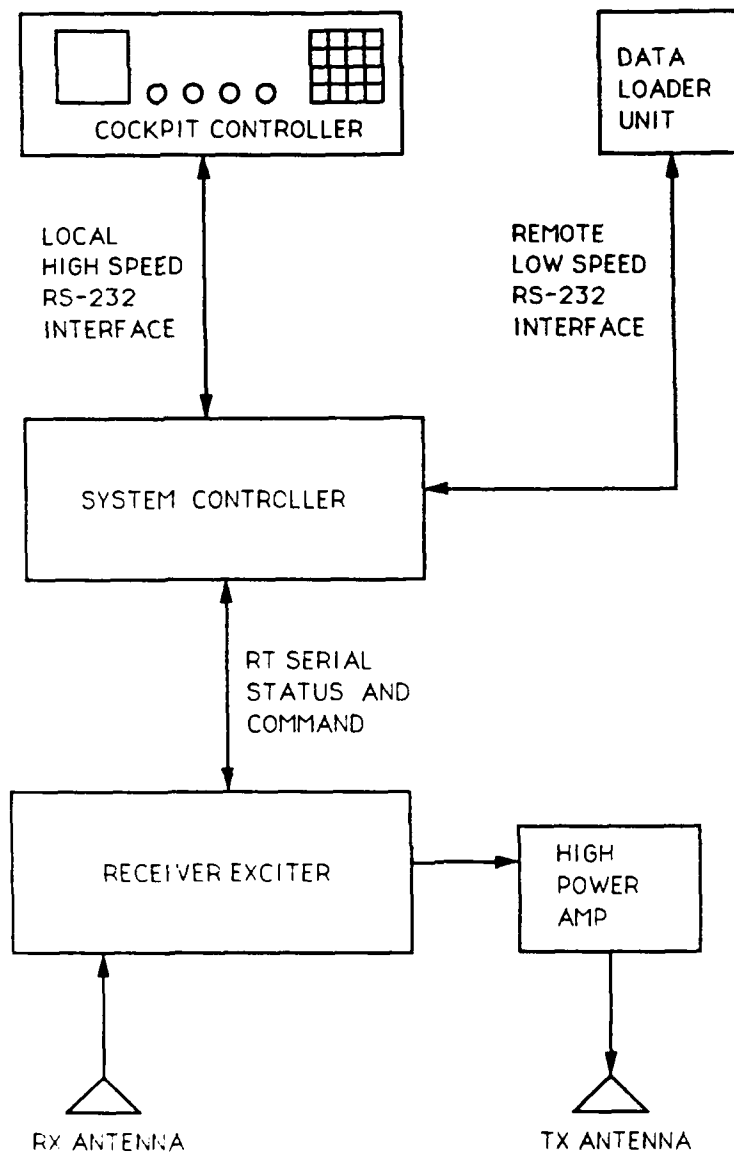 COCKPIT CONTROLLER
DATA
LOADER
UNIT
LOCAL
HIGH SPEED
RS-232
INTERFACE
REMOTE
LOW SPEED
RS-232
INTERFACE
SYSTEM CONTROLLER
RT SERIAL
STATUS AND
COMMAND
RECEIVER EXCITER
HIGH
POWER
AMP
RX ANTENNA
TX ANTENNA